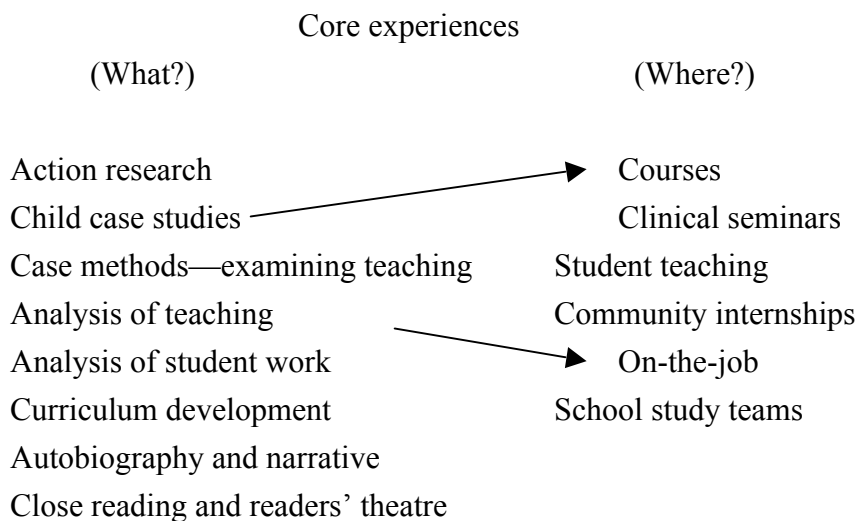 Core experiences
(What?) (Where?)
Action research Courses
Child case studies Clinical seminars
Case methods—examining teaching Student teaching
Analysis of teaching Community internships
Analysis of student work On-the-job
Curriculum development School study teams
Autobiography and narrative
Close reading and readers’ theatre